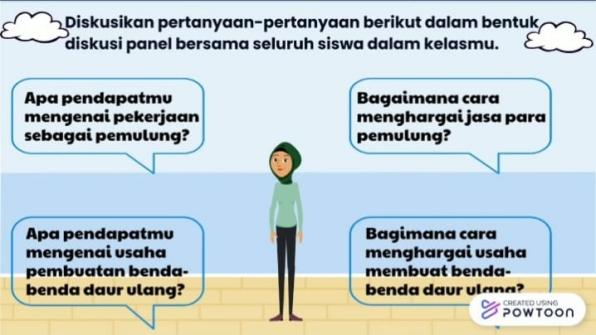 Diskusikan pertanyaan-pertanyaan berikut dalam bentuk
diskusi panel bersama seluruh siswa dalam kelasmu.
Apa pendapatmu
mengenai pekerjaan
sebagai pemulung?
Bagaimana cara
menghargai jasa para
pemulung?
Apa pendapatmu
mengenai usaha
pembuatan benda-
benda daur ulang?
Bagimana cara
menghargai usaha
membuat benda-
benda daur ulang?
CREATED USING
POWTOON